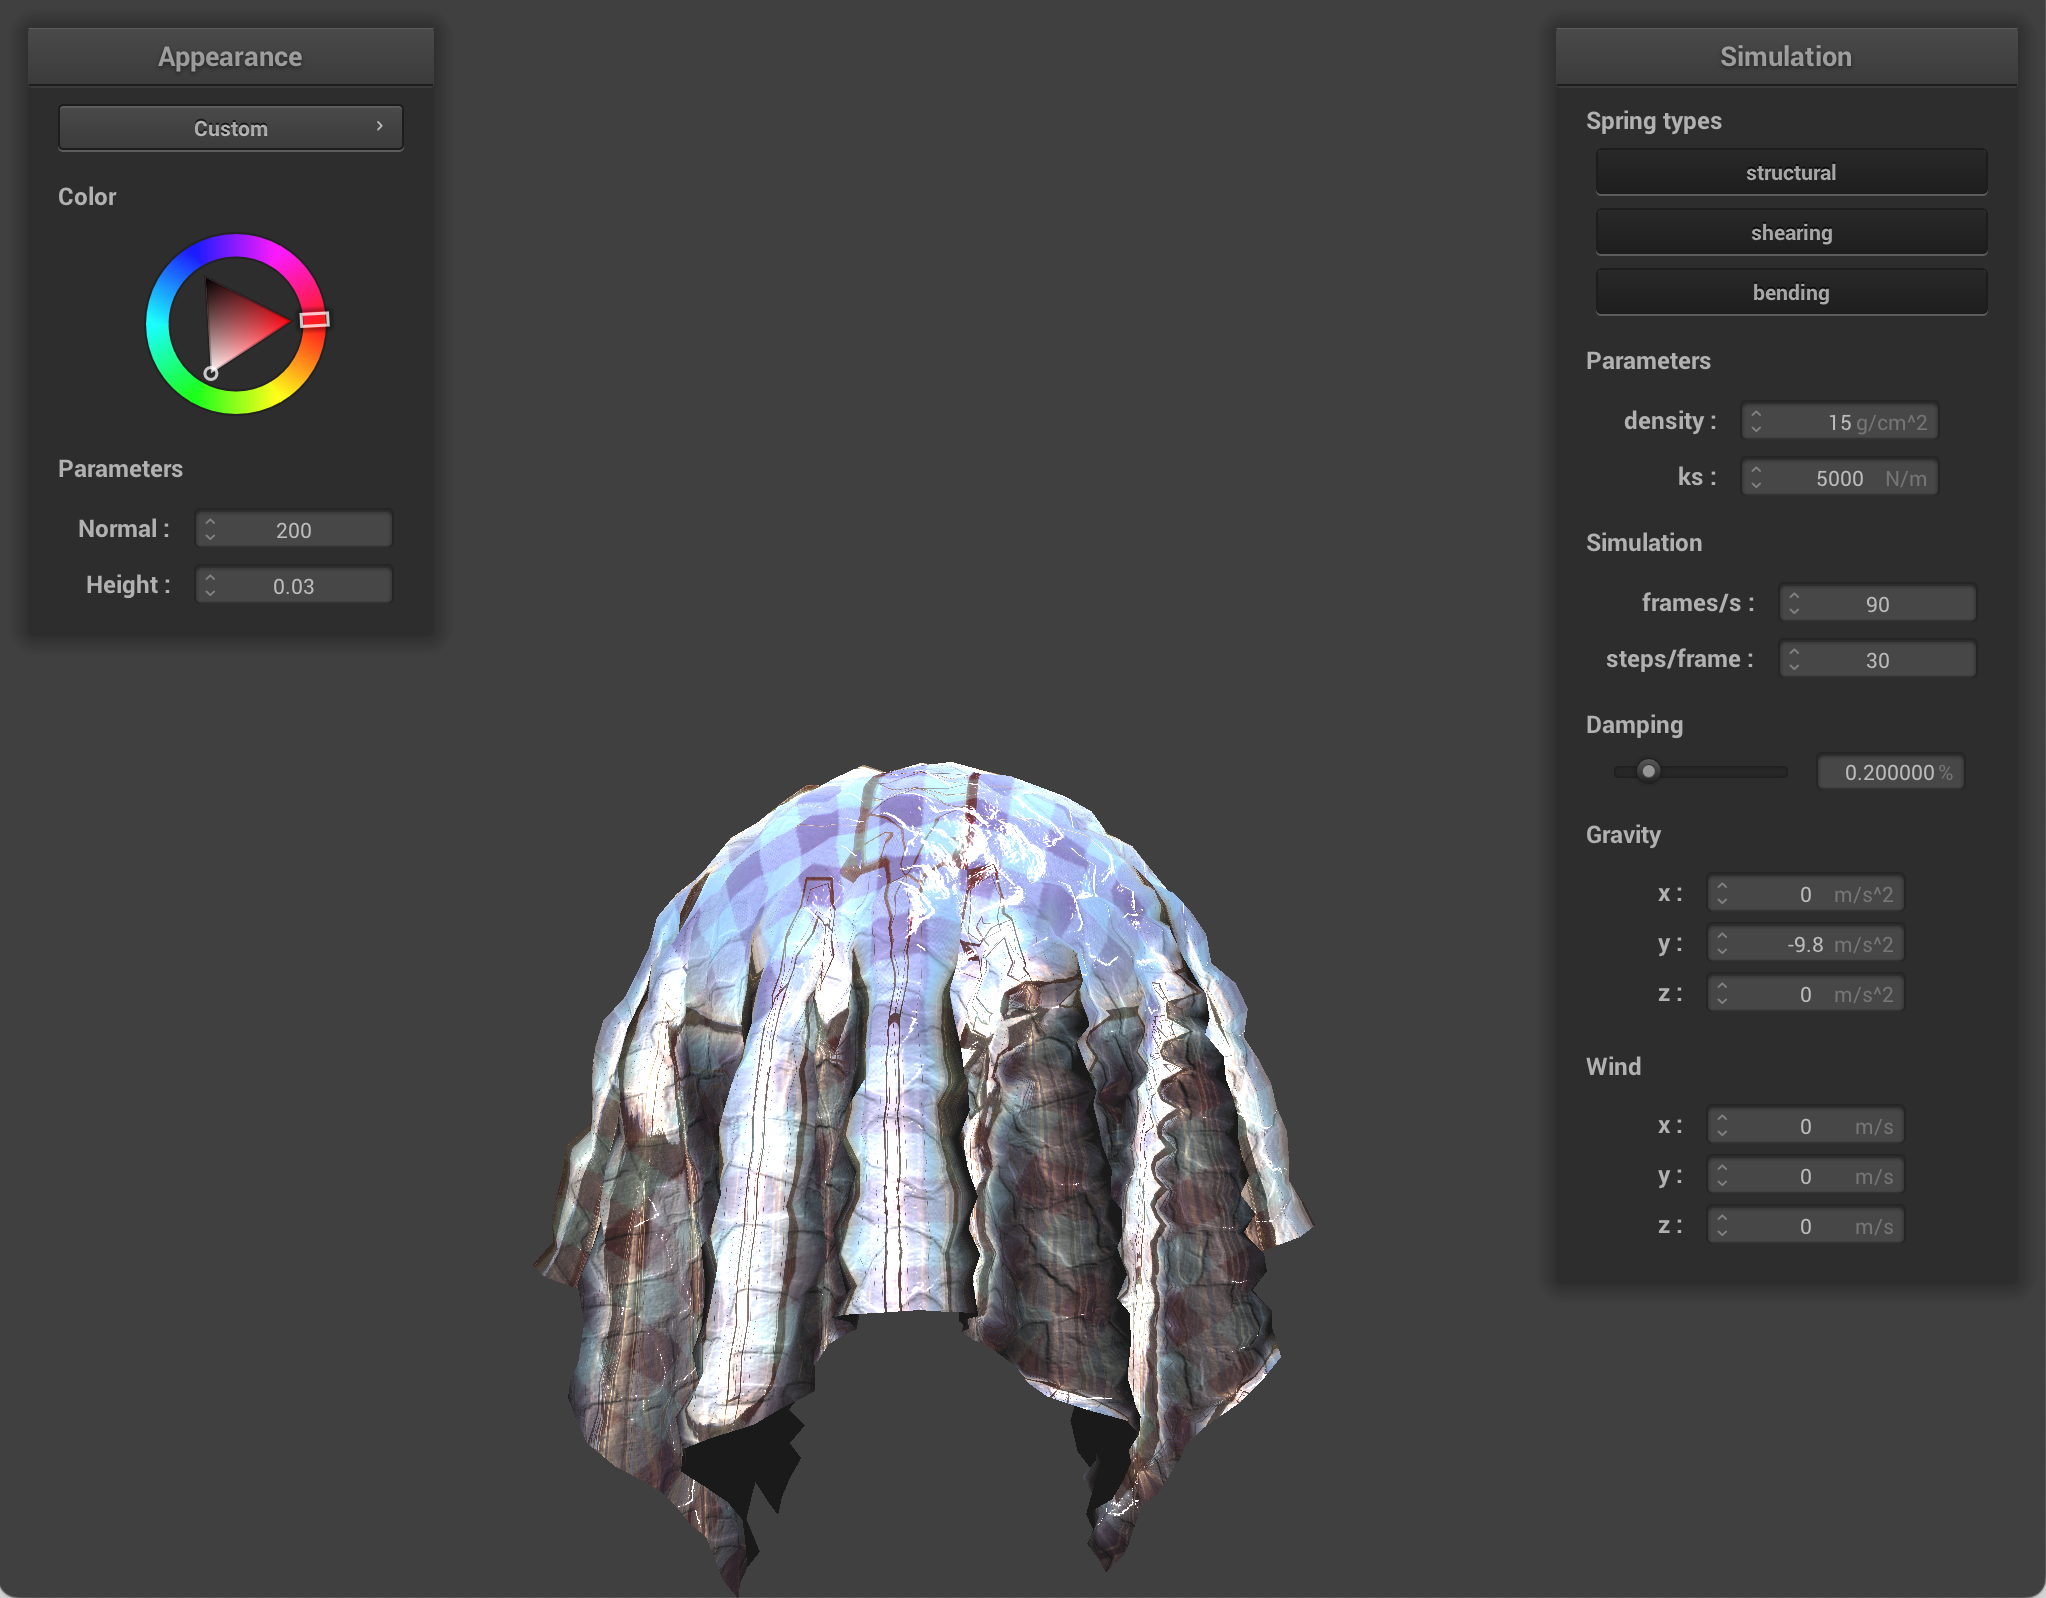 Appearance
Custom
Color
Parameters
Normal : 200
Height : 0.03
Simulation
Spring types
structural
shearing
bending
Parameters
density : 15 g/cm^2
ks : 5000 N/m
Simulation
frames/s : 90
steps/frame : 30
Damping
0.200000 %
Gravity
x : 0 m/s^2
y : -9.8 m/s^2
z : 0 m/s^2
Wind
x : 0 m/s
y : 0 m/s
z : 0 m/s